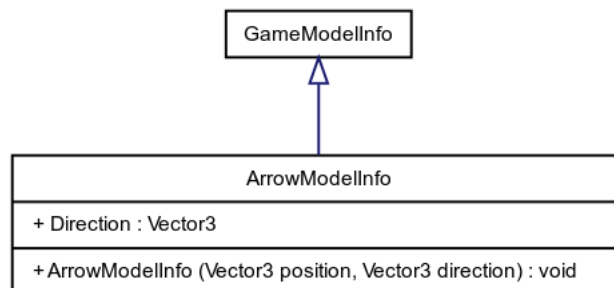 GameModelInfo
ArrowModelInfo
+ Direction : Vector3
+ArrowModelInfo (Vector3 position, Vector3 direction) : void